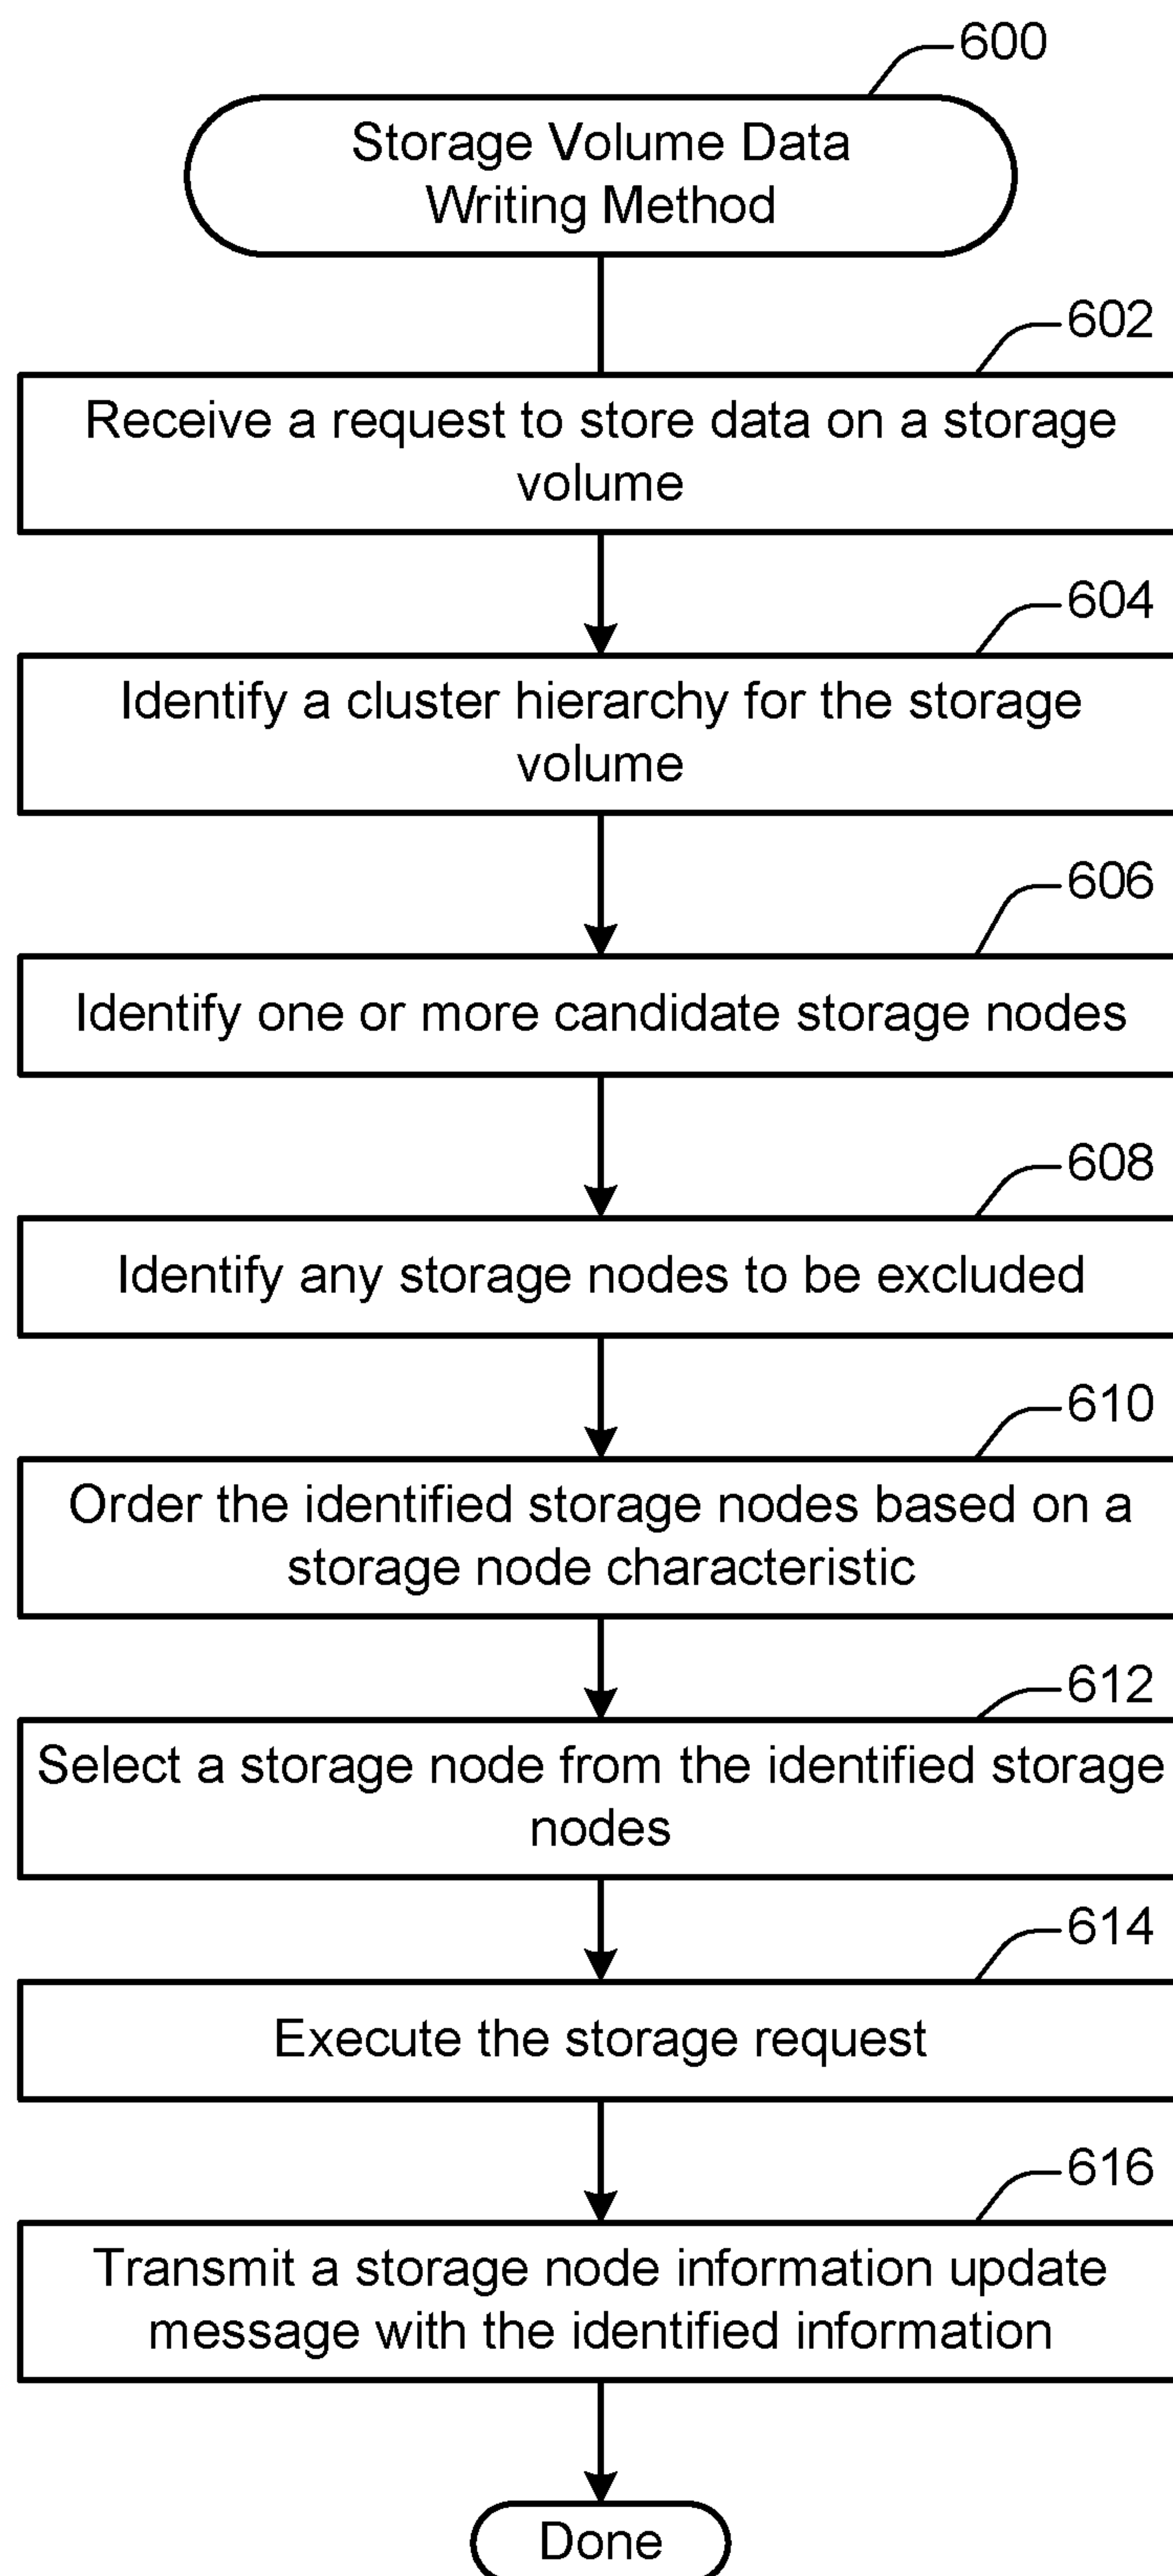 600
Storage Volume Data
Writing Method
602
Receive a request to store data on a storage
volume
604
Identify a cluster hierarchy for the storage
volume
606
Identify one or more candidate storage nodes
608
Identify any storage nodes to be excluded
610
Order the identified storage nodes based on a
storage node characteristic
612
Select a storage node from the identified storage
nodes
614
Execute the storage request
616
Transmit a storage node information update
message with the identified information
Done